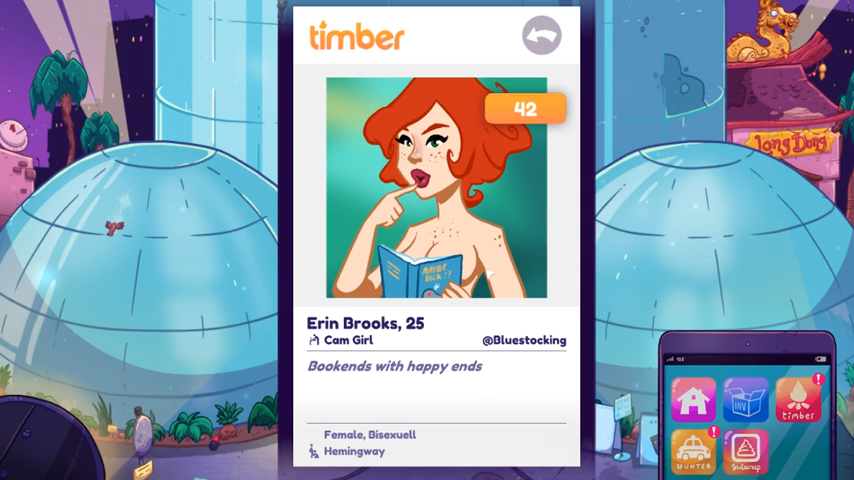 timber
42
MAYBE
DICK!?
Erin Brooks, 25
Cam Girl
@Bluestocking
Bookends with happy ends
Female, Bisexuell
Hemingway
long Dong
INV
timber
UUNTER